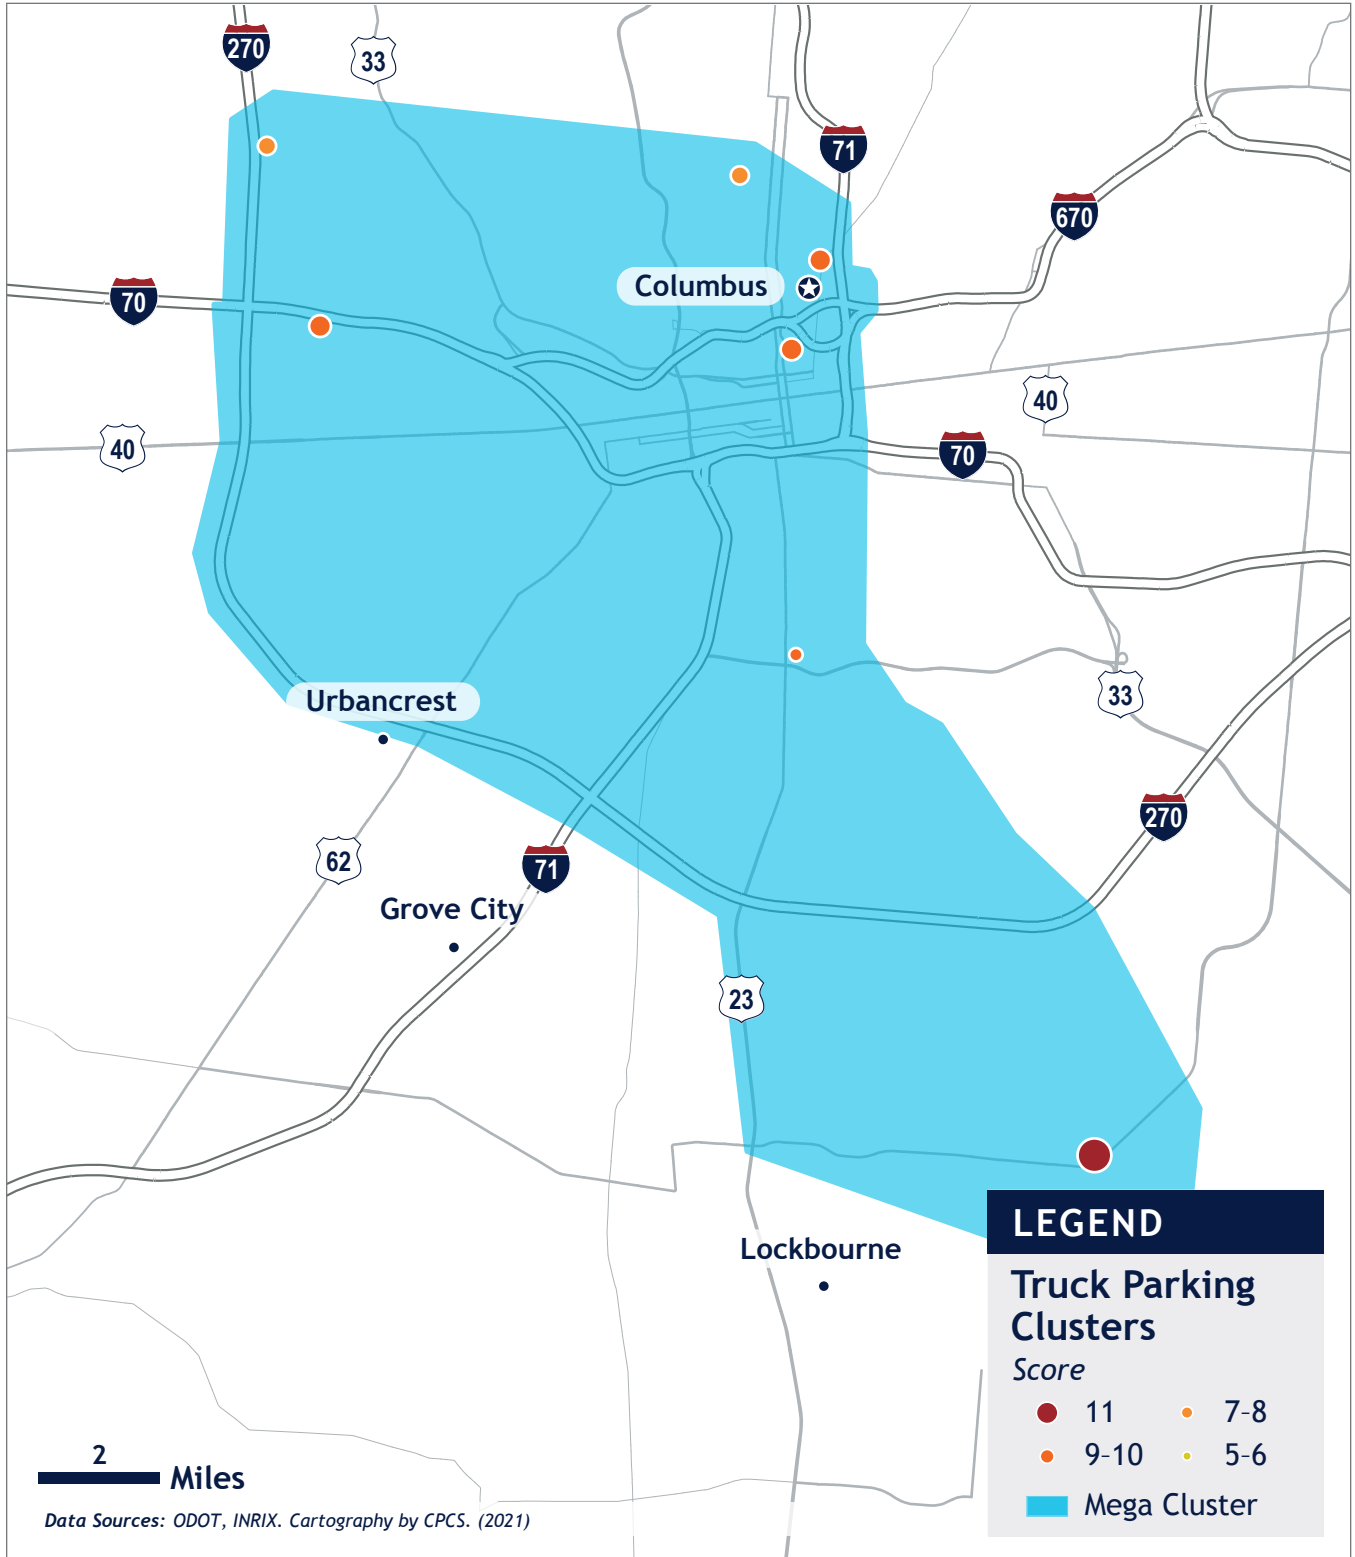 270
33
71
670
Columbus
70
40
40
70
Urbancrest
33
270
62
71
Grove City
23
Lockbourne
LEGEND
Truck Parking
Clusters
Score
11
7-8
9-10
5-6
Mega Cluster
2
Miles
Data Sources: ODOT, INRIX. Cartography by CPCS. (2021)